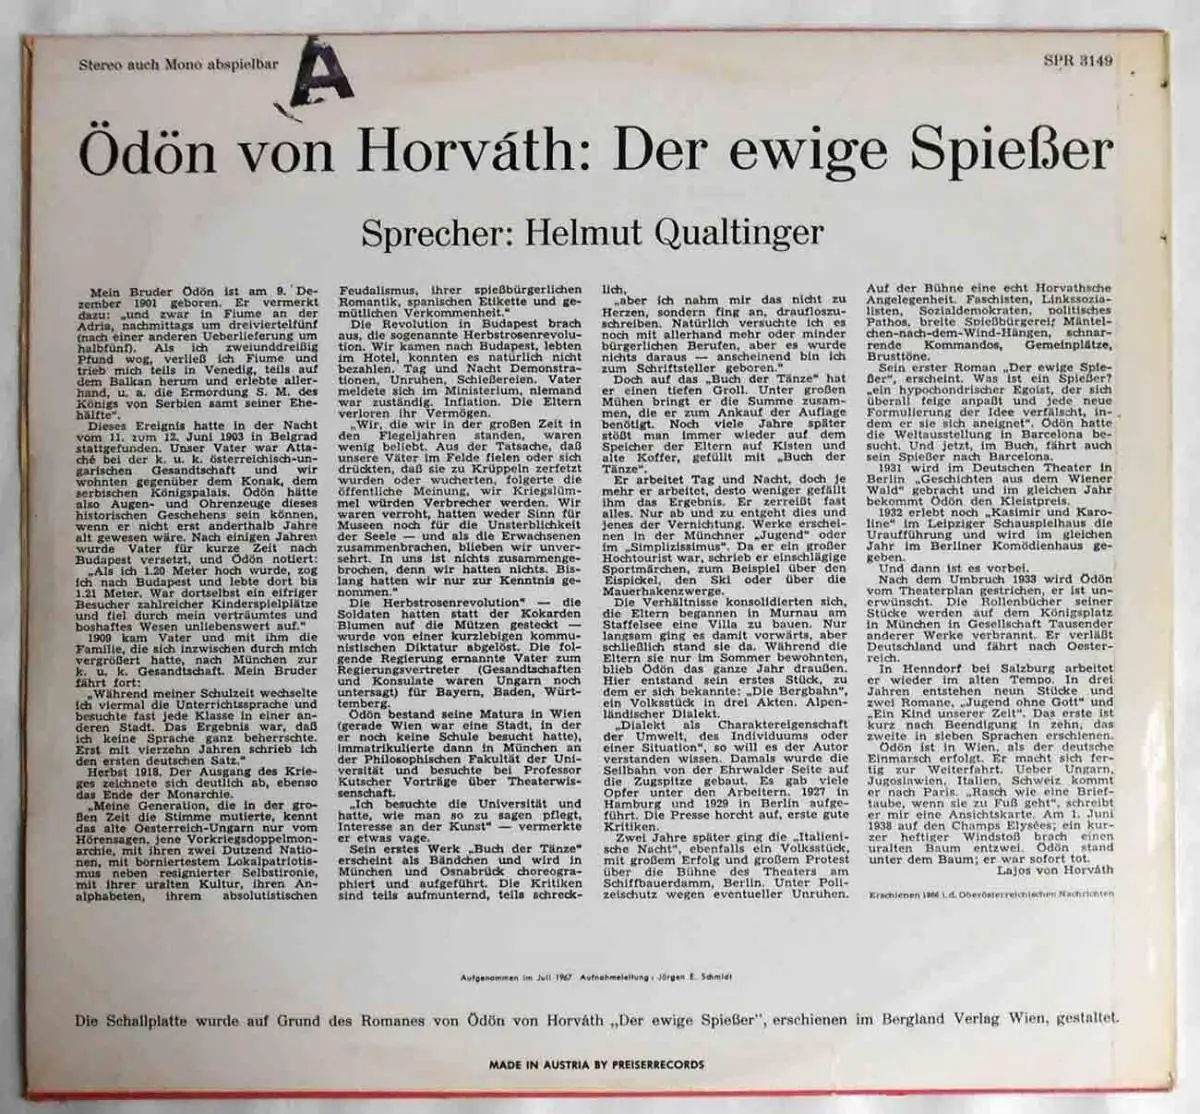 Stereo auch Mono abspielbar
A
SPR 3149
Ödön von Horváth: Der ewige Spießer
Sprecher: Helmut Qualtinger
Mein Bruder Ödön ist am 9. De-
zember 1901 geboren. Er vermerkt
dazu: „und zwar in Fiume an der
Adria, nachmittags um dreiviertelfünf
(nach einer anderen Ueberlieferung um
halbfünf). Als ich zweiunddreißig
Pfund wog, verließ ich Fiume und
trieb mich teils in Venedig, teils auf
dem Balkan herum und erlebte aller-
hand, u. a. die Ermordung S. M. des
Königs von Serbien samt seiner Ehe-
hälfte“.
Dieses Ereignis hatte in der Nacht
vom 11. zum 12. Juni 1903 in Belgrad
stattgefunden. Unser Vater war Atta-
ché bei der k. u. k. österreichisch-un-
garischen Gesandtschaft und wir
wohnten gegenüber dem Konak, dem
serbischen Königspalais. Ödön hätte
also Augen- und Ohrenzeuge dieses
historischen Geschehens sein können,
wenn er nicht erst anderthalb Jahre
alt gewesen wäre. Nach einigen Jahren
wurde Vater für kurze Zeit nach
Budapest versetzt, und Ödön notiert:
„Als ich 1.20 Meter hoch wurde, zog
ich nach Budapest und lebte dort bis
1.21 Meter. War dortselbst ein eifriger
Besucher zahlreicher Kinderspielplätze
und fiel durch mein verträumtes und
boshaftes Wesen unliebenswert auf.“
1909 kam Vater und mit ihm die
Familie, die sich inzwischen durch mich
vergrößert hatte, nach München zur
k. u. k. Gesandtschaft. Mein Bruder
fährt fort:
„Während meiner Schulzeit wechselte
ich viermal die Unterrichtssprache und
besuchte fast jede Klasse in einer an-
deren Stadt. Das Ergebnis war, daß
ich keine Sprache ganz beherrschte.
Erst mit vierzehn Jahren schrieb ich
den ersten deutschen Satz.“
Herbst 1918. Der Ausgang des Krie-
ges zeichnete sich deutlich ab, ebenso
das Ende der Monarchie.
„Meine Generation, die in der gro-
ßen Zeit die Stimme mutierte, kennt
das alte Oesterreich-Ungarn nur vom
Hörensagen, jene Vorkriegsdoppelmon-
archie, mit ihren zwei Dutzend Natio-
nen, mit borniertestem Lokalpatriotis-
mus neben resignierter Selbstironie,
mit ihrer uralten Kultur, ihren An-
alphabeten, ihrem absolutistischen
Feudalismus, ihrer spießbürgerlichen
Romantik, spanischen Etikette und ge-
mütlichen Verkommenheit.“
Die Revolution in Budapest brach
aus, die sogenannte Herbstrosenrevolu-
tion. Wir kamen nach Budapest, lebten
im Hotel, konnten es natürlich nicht
bezahlen. Tag und Nacht Demonstra-
tionen, Unruhen, Schießereien. Vater
meldete sich im Ministerium, niemand
war zuständig. Inflation. Die Eltern
verloren ihr Vermögen.
„Wir, die wir in der großen Zeit in
den Flegeljahren standen, waren
wenig beliebt. Aus der Tatsache, daß
unsere Väter im Felde fielen oder sich
drückten, daß sie zu Krüppeln zerfetzt
wurden oder wucherten, folgerte die
öffentliche Meinung, wir Kriegslüm-
mel würden Verbrecher werden. Wir
waren verroht, hatten weder Sinn für
Museen noch für die Unsterblichkeit
der Seele — und als die Erwachsenen
zusammenbrachen, blieben wir unver-
sehrt. In uns ist nichts zusammenge-
brochen, denn wir hatten nichts. Bis-
lang hatten wir nur zur Kenntnis ge-
nommen.“
Die Herbstrosenrevolution“ — die
Soldaten hatten statt der Kokarden
Blumen auf die Mützen gesteckt —
wurde von einer kurzlebigen kommu-
nistischen Diktatur abgelöst. Die fol-
gende Regierung ernannte Vater zum
Regierungsvertreter (Gesandtschaften
und Konsulate waren Ungarn noch
untersagt) für Bayern, Baden, Würt-
temberg.
Ödön bestand seine Matura in Wien
(gerade Wien war eine Stadt, in der
er noch keine Schule besucht hatte),
immatrikulierte dann in München an
der Philosophischen Fakultät der Uni-
versität und besuchte bei Professor
Kutscher Vorträge über Theaterwis-
senschaft.
„Ich besuchte die Universität und
hatte, wie man so zu sagen pflegt,
Interesse an der Kunst“ — vermerkte
er etwas vage.
Sein erstes Werk „Buch der Tänze“
erscheint als Bändchen und wird in
München und Osnabrück choreogra-
phiert und aufgeführt. Die Kritiken
sind teils aufmunternd, teils schreck-
lich,
„aber ich nahm mir das nicht zu
Herzen, sondern fing an, draufloszu-
schreiben. Natürlich versuchte ich es
noch mit allerhand mehr oder minder
bürgerlichen Berufen, aber es wurde
nichts daraus — anscheinend bin ich
zum Schriftsteller geboren.“
Doch auf das „Buch der Tänze“ hat
er einen tiefen Groll. Unter großen
Mühen bringt er die Summe zusam-
men, die er zum Ankauf der Auflage
benötigt. Noch viele Jahre später
stößt man immer wieder auf dem
Speicher der Eltern auf Kisten und
alte Koffer, gefüllt mit „Buch der
Tänze“.
Er arbeitet Tag und Nacht, doch je
mehr er arbeitet, desto weniger gefällt
ihm das Ergebnis. Er zerreißt fast
alles. Nur ab und zu entgeht dies und
jenes der Vernichtung. Werke erschei-
nen in der Münchner „Jugend“ oder
im „Simplizissimus“. Da er ein großer
Hochtourist war, schrieb er einschlägige
Sportmärchen, zum Beispiel über den
Eispickel, den Ski oder über die
Mauerhakenzwerge.
Die Verhältnisse konsolidierten sich,
die Eltern begannen in Murnau am
Staffelsee eine Villa zu bauen. Nur
langsam ging es damit vorwärts, aber
schließlich stand sie da. Während die
Eltern sie nur im Sommer bewohnten,
blieb Ödön das ganze Jahr draußen.
Hier entstand sein erstes Stück, zu
dem er sich bekannte: „Die Bergbahn“,
ein Volksstück in drei Akten. Alpen-
ländischer Dialekt.
„Dialekt als Charaktereigenschaft
der Umwelt, des Individuums oder
einer Situation“, so will es der Autor
verstanden wissen. Damals wurde die
Seilbahn von der Ehrwalder Seite auf
die Zugspitze gebaut. Es gab viele
Opfer unter den Arbeitern. 1927 in
Hamburg und 1929 in Berlin aufge-
führt. Die Presse horcht auf, erste gute
Kritiken.
Zwei Jahre später ging die „Italieni-
sche Nacht“, ebenfalls ein Volksstück,
mit großem Erfolg und großem Protest
über die Bühne des Theaters am
Schiffbauerdamm, Berlin. Unter Poli-
zeischutz wegen eventueller Unruhen.
Auf der Bühne eine echt Horvathsche
Angelegenheit. Faschisten, Linkssozia-
listen, Sozialdemokraten, politisches
Pathos, breite Spießbürgerei; Mäntel-
chen-nach-dem-Wind-Hängen, schnar-
rende Kommandos, Gemeinplätze,
Brusttöne.
Sein erster Roman „Der ewige Spie-
ßer“, erscheint. Was ist ein Spießer?
„ein hypochondrischer Egoist, der sich
überall feige anpaßt und jede neue
Formulierung der Idee verfälscht, in-
dem er sie sich aneignet“. Ödön hatte
die Weltausstellung in Barcelona be-
sucht. Und jetzt, im Buch, fährt auch
sein Spießer nach Barcelona.
1931 wird im Deutschen Theater in
Berlin „Geschichten aus dem Wiener
Wald“ gebracht und im gleichen Jahr
bekommt Ödön den Kleistpreis.
1932 erlebt noch „Kasimir und Karo-
line“ im Leipziger Schauspielhaus die
Uraufführung und wird im gleichen
Jahr im Berliner Komödienhaus ge-
geben.
Und dann ist es vorbei.
Nach dem Umbruch 1933 wird Ödön
vom Theaterplan gestrichen, er ist un-
erwünscht. Die Rollenbücher seiner
Stücke werden auf dem Königsplatz
in München in Gesellschaft Tausender
anderer Werke verbrannt. Er verläßt
Deutschland und fährt nach Oester-
reich.
In Henndorf bei Salzburg arbeitet
er wieder im alten Tempo. In drei
Jahren entstehen neun Stücke und
zwei Romane, „Jugend ohne Gott“ und
„Ein Kind unserer Zeit“. Das erste ist
kurz nach Beendigung in zehn, das
zweite in sieben Sprachen erschienen.
Ödön ist in Wien, als der deutsche
Einmarsch erfolgt. Er macht sich fer-
tig zur Weiterfahrt. Ueber Ungarn,
Jugoslawien, Italien, Schweiz kommt
er nach Paris. „Rasch wie eine Brief-
taube, wenn sie zu Fuß geht“, schreibt
er mir eine Ansichtskarte. Am 1. Juni
1938 auf den Champs Elysées; ein kur-
zer heftiger Windstoß brach einen
uralten Baum entzwei. Ödön stand
unter dem Baum; er war sofort tot.
Lajos von Horváth
Erschienen 1966 i. d. Oberösterreichischen Nachrichten
Aufgenommen im Juli 1967 Aufnahmeleitung: Jörgen E. Schmidt
Die Schallplatte wurde auf Grund des Romanes von Ödön von Horváth „Der ewige Spießer“, erschienen im Bergland Verlag Wien, gestaltet.
MADE IN AUSTRIA BY PREISERRECORDS